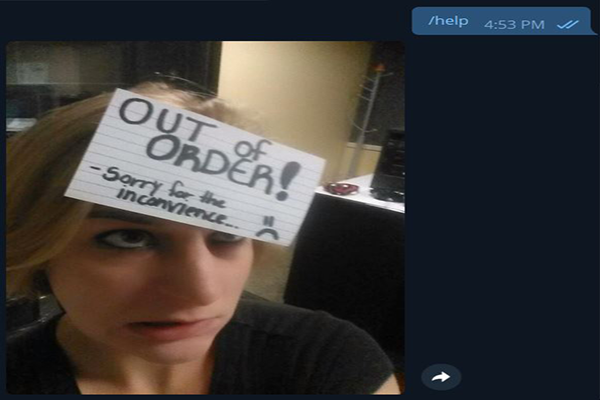 /help 4:53 PM
OUT of
ORDER!
- Sorry for the
inconvience...